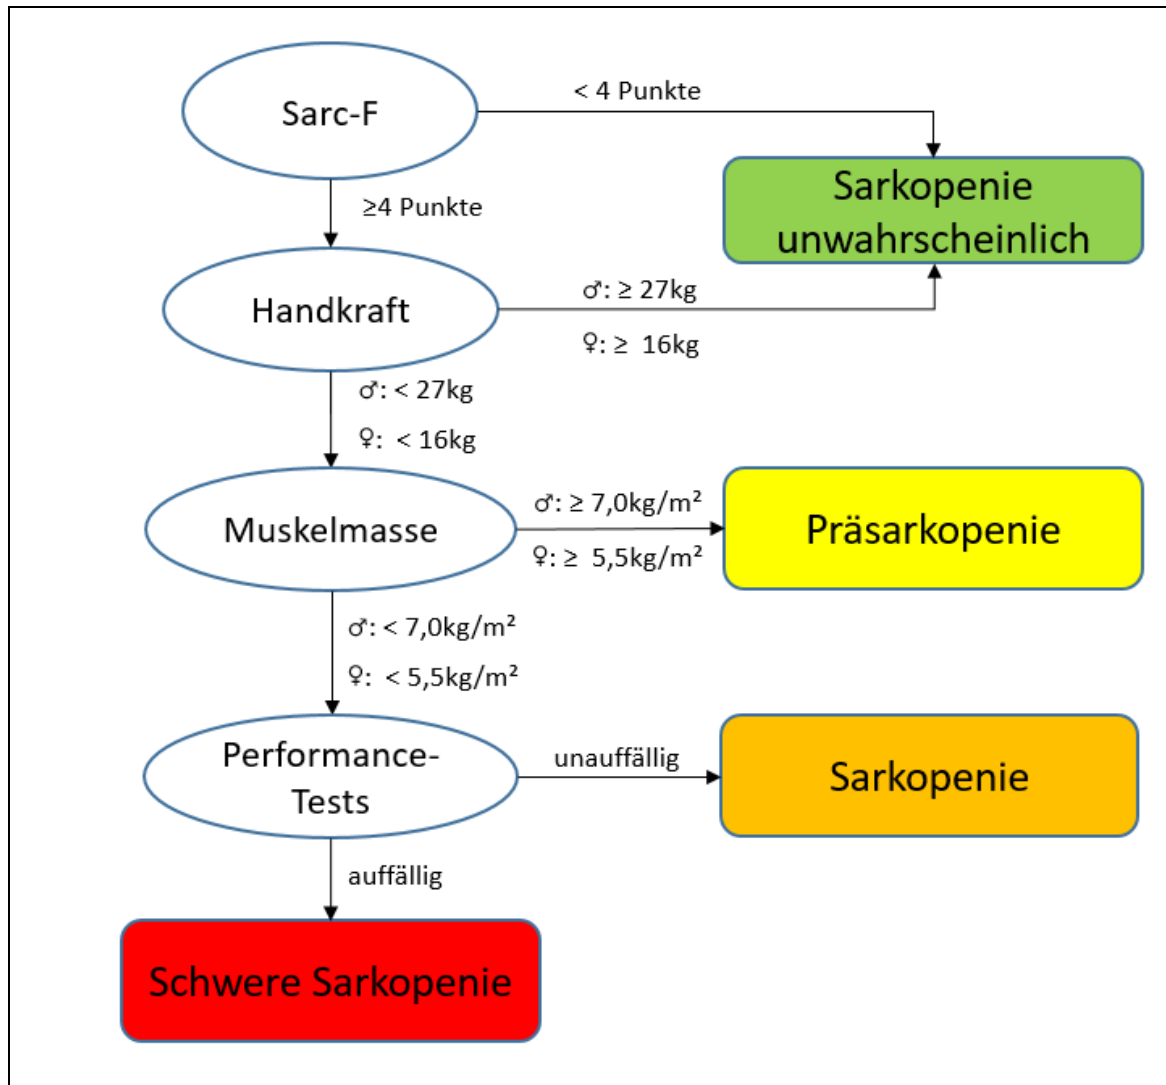 Sarc-F
< 4 Punkte
Sarkopenie
unwahrscheinlich
≥4 Punkte
Handkraft
♂: ≥ 27kg
♀: ≥ 16kg
♂: < 27kg
♀: < 16kg
Muskelmasse
♂: ≥ 7,0kg/m²
♀: ≥ 5,5kg/m²
Präsarkopenie
♂: < 7,0kg/m²
♀: < 5,5kg/m²
Performance-
Tests
unauffällig
Sarkopenie
auffällig
Schwere Sarkopenie